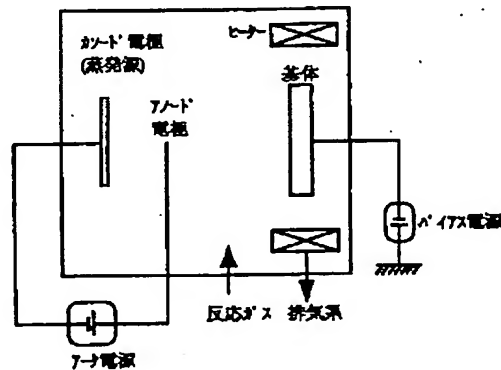 カソード電極
(蒸発源)
ヒーター
アノード
電極
基体
バイアス電源
反応ガス 排気系
アーク電源